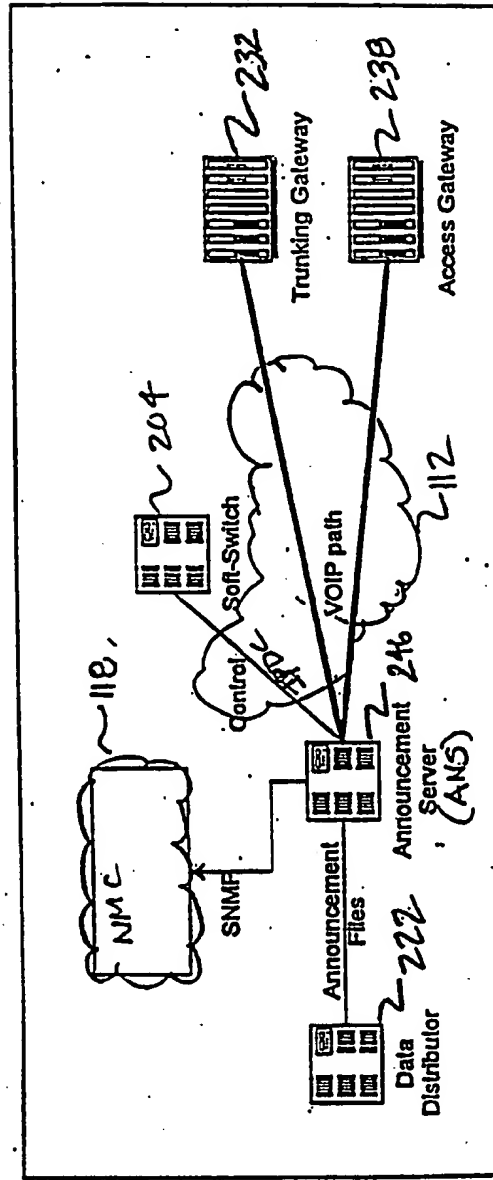 118
NMC
SNMP
204
Soft-Switch
Control
IPDC
232
Trunking Gateway
238
Access Gateway
VOIP path
112
246
Announcement
Server
(ANS)
Announcement
Files
222
Data
Distributor